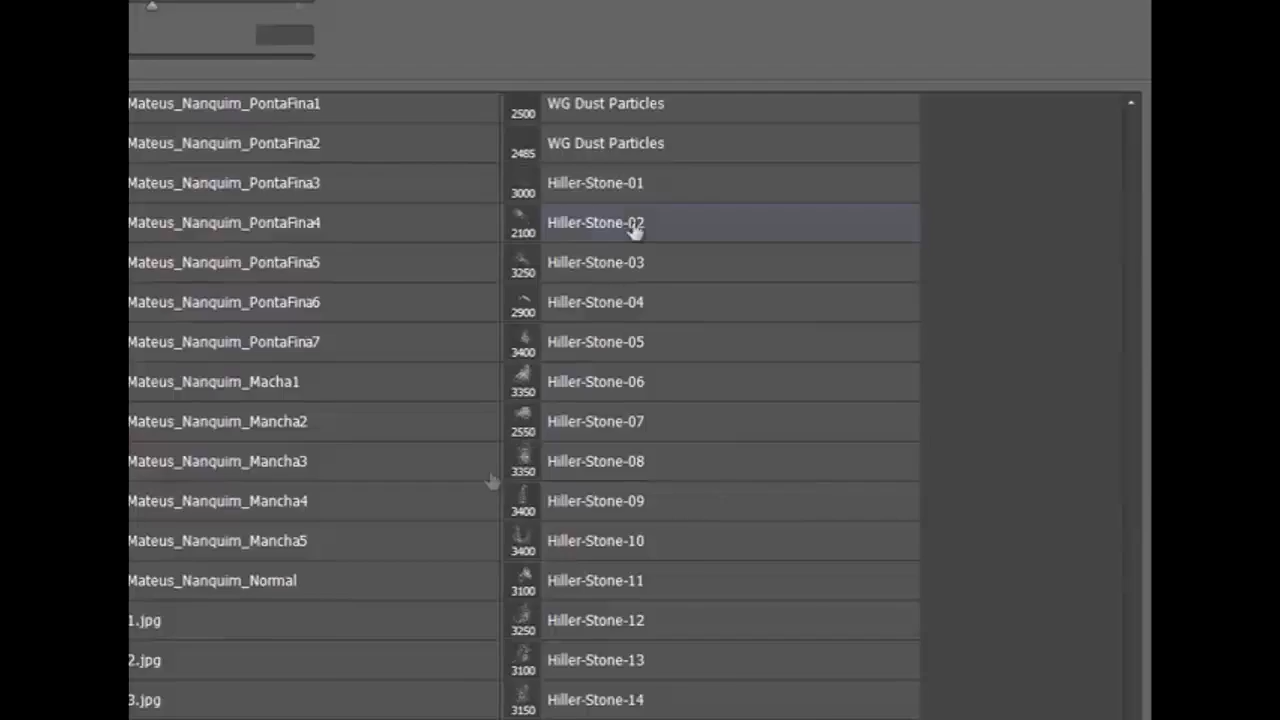 Mateus_Nanquim_PontaFina1
Mateus_Nanquim_PontaFina2
Mateus_Nanquim_PontaFina3
Mateus_Nanquim_PontaFina4
Mateus_Nanquim_PontaFina5
Mateus_Nanquim_PontaFina6
Mateus_Nanquim_PontaFina7
Mateus_Nanquim_Macha1
Mateus_Nanquim_Mancha2
Mateus_Nanquim_Mancha3
Mateus_Nanquim_Mancha4
Mateus_Nanquim_Mancha5
Mateus_Nanquim_Normal
1.jpg
2.jpg
3.jpg
2500 WG Dust Particles
2485 WG Dust Particles
3000 Hiller-Stone-01
2100 Hiller-Stone-02
3250 Hiller-Stone-03
2900 Hiller-Stone-04
3400 Hiller-Stone-05
3350 Hiller-Stone-06
2550 Hiller-Stone-07
3350 Hiller-Stone-08
3400 Hiller-Stone-09
3400 Hiller-Stone-10
3100 Hiller-Stone-11
3250 Hiller-Stone-12
3100 Hiller-Stone-13
3150 Hiller-Stone-14